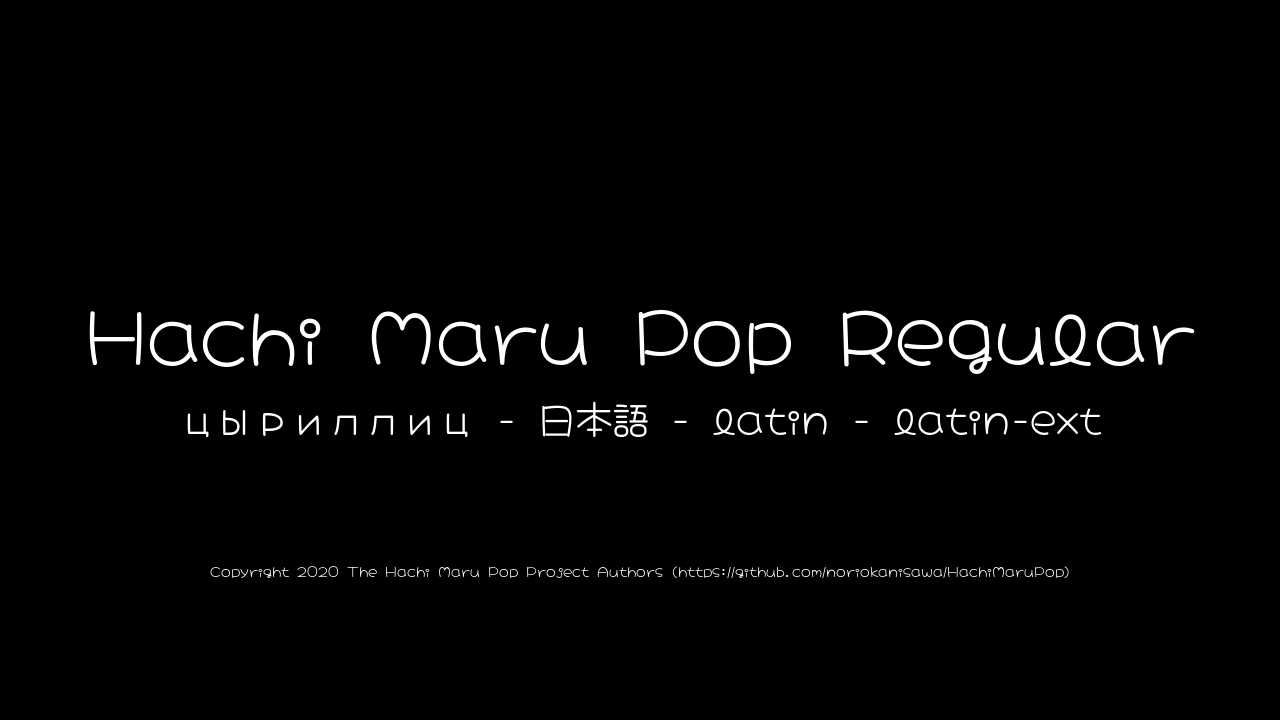 Hachi Maru Pop Regular
цыриллиц - 日本語 - latin - latin-ext
Copyright 2020 The Hachi Maru Pop Project Authors (https://github.com/noriokanisawa/HachiMaruPop)